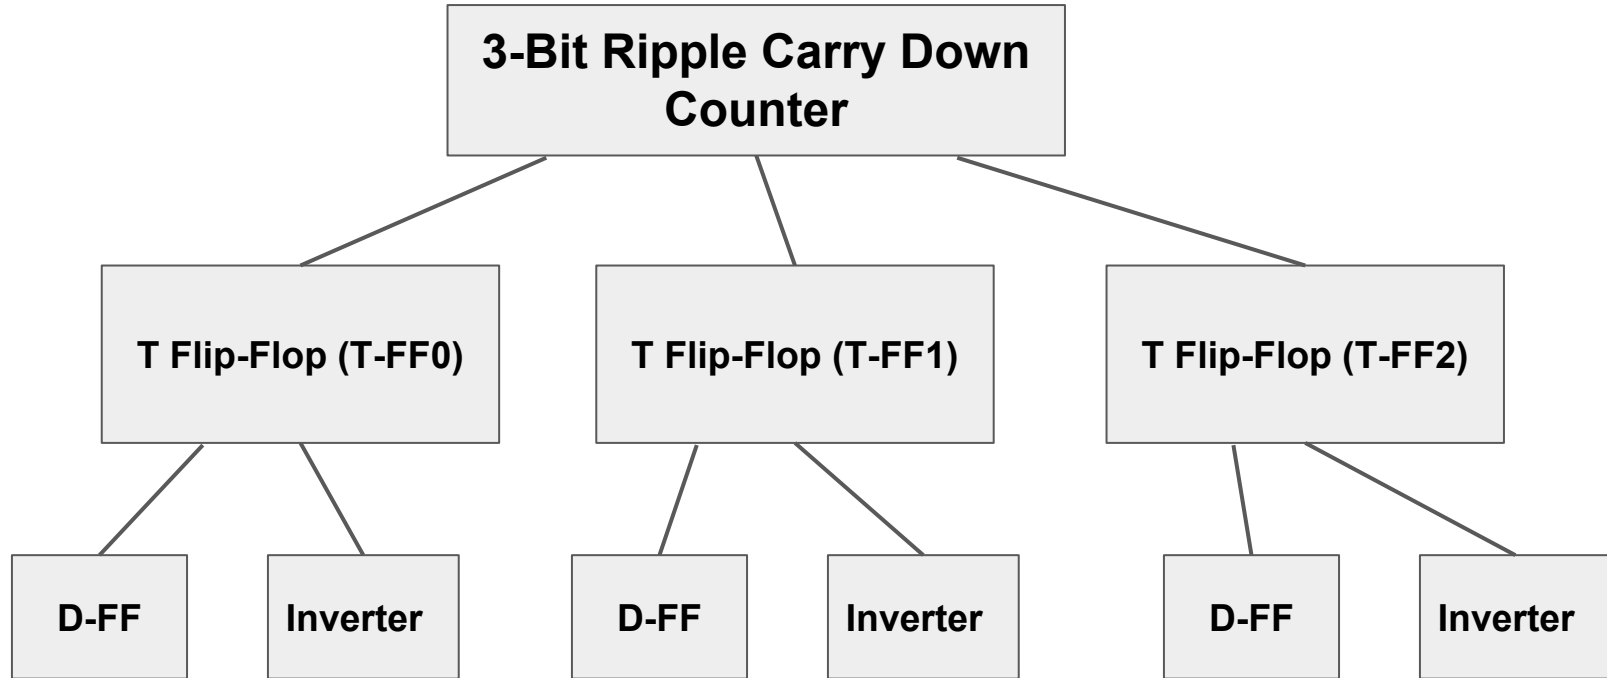 3-Bit Ripple Carry Down
Counter
T Flip-Flop (T-FF0)
T Flip-Flop (T-FF1)
T Flip-Flop (T-FF2)
D-FF
Inverter
D-FF
Inverter
D-FF
Inverter